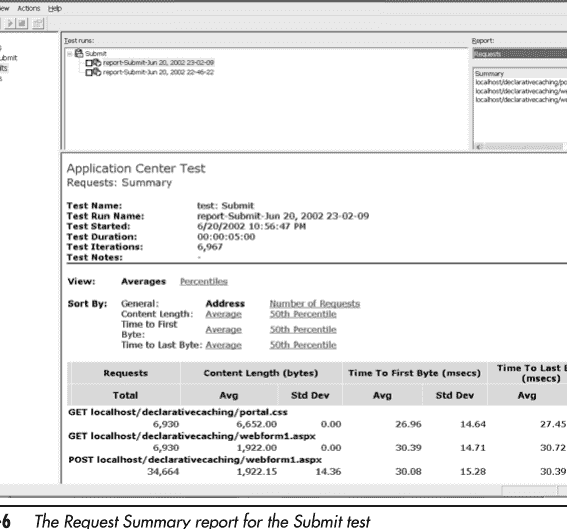 Actions Help
Test runs:
Report:
Submit
report-Submit-Jun 20, 2002 23-02-09
report-Submit-Jun 20, 2002 22-46-22
Requests
Summary
localhost/declarativecaching/po
localhost/declarativecaching/we
localhost/declarativecaching/we
Application Center Test
Requests: Summary
Test Name: test: Submit
Test Run Name: report-Submit-Jun 20, 2002 23-02-09
Test Started: 6/20/2002 10:56:47 PM
Test Duration: 00:00:05:00
Test Iterations: 6,967
Test Notes: -
View: Averages Percentiles
Sort By: General: Address Number of Requests
Content Length: Average 50th Percentile
Time to First
Byte: Average 50th Percentile
Time to Last Byte: Average 50th Percentile
Requests Content Length (bytes) Time To First Byte (msecs) Time To Last B
(msecs)
Total Avg Std Dev Avg Std Dev Avg
GET localhost/declarativecaching/portal.css
6,930 6,652.00 0.00 26.96 14.64 27.45
GET localhost/declarativecaching/webform1.aspx
6,930 1,922.00 0.00 30.39 14.71 30.72
POST localhost/declarativecaching/webform1.aspx
34,664 1,922.15 14.36 30.08 15.28 30.39
-6 The Request Summary report for the Submit test